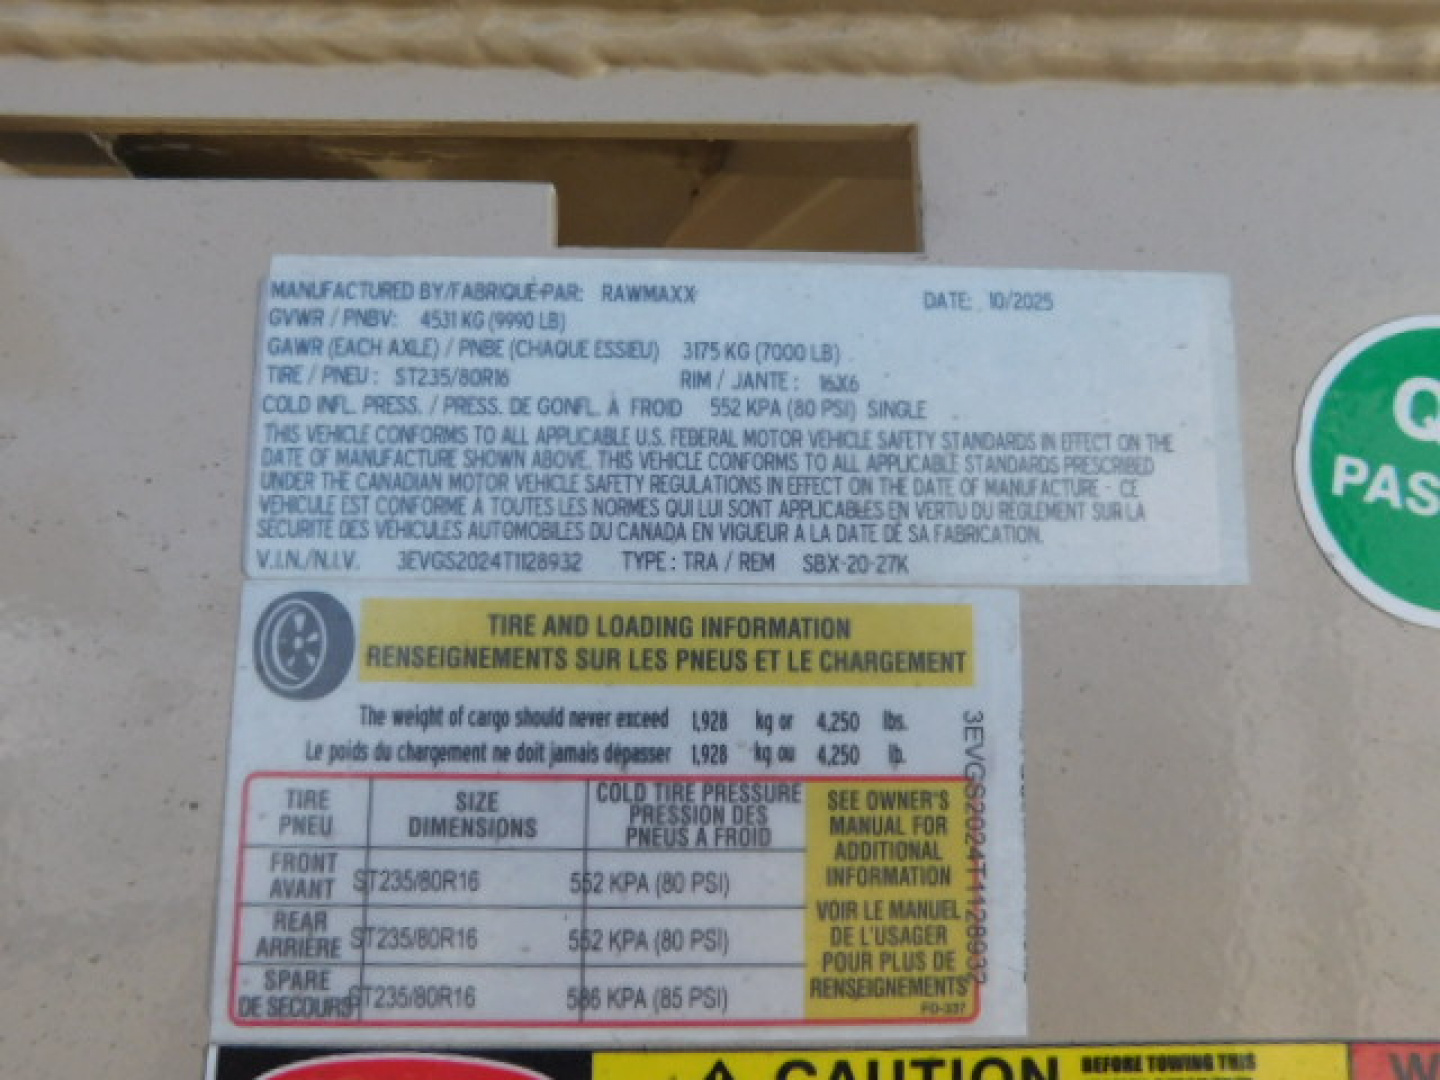 MANUFACTURED BY/FABRIQUÉ PAR: RAWMAXX DATE: 10/2025
GVWR / PNBV: 4531 KG (9990 LB)
GAWR (EACH AXLE) / PNBE (CHAQUE ESSIEU) 3175 KG (7000 LB)
TIRE / PNEU: ST235/80R16 RIM / JANTE: 16X6
COLD INFL. PRESS. / PRESS. DE GONFL. À FROID 552 KPA (80 PSI) SINGLE
THIS VEHICLE CONFORMS TO ALL APPLICABLE U.S. FEDERAL MOTOR VEHICLE SAFETY STANDARDS IN EFFECT ON THE
DATE OF MANUFACTURE SHOWN ABOVE. THIS VEHICLE CONFORMS TO ALL APPLICABLE STANDARDS PRESCRIBED
UNDER THE CANADIAN MOTOR VEHICLE SAFETY REGULATIONS IN EFFECT ON THE DATE OF MANUFACTURE - CE
VÉHICULE EST CONFORME À TOUTES LES NORMES QUI LUI SONT APPLICABLES EN VERTU DU RÈGLEMENT SUR LA
SÉCURITÉ DES VÉHICULES AUTOMOBILES DU CANADA EN VIGUEUR À LA DATE DE SA FABRICATION.
V.I.N./N.I.V. 3EVGS2024T1128932 TYPE: TRA / REM SBX-20-27K
TIRE AND LOADING INFORMATION
RENSEIGNEMENTS SUR LES PNEUS ET LE CHARGEMENT
The weight of cargo should never exceed 1,928 kg or 4,250 lbs.
Le poids du chargement ne doit jamais dépasser 1,928 kg ou 4,250 lb.
TIRE
PNEU
SIZE
DIMENSIONS
COLD TIRE PRESSURE
PRESSION DES
PNEUS A FROID
FRONT
AVANT
ST235/80R16 552 KPA (80 PSI)
REAR
ARRIÈRE
ST235/80R16 552 KPA (80 PSI)
SPARE
DE SECOURS
ST235/80R16 586 KPA (85 PSI)
SEE OWNER'S
MANUAL FOR
ADDITIONAL
INFORMATION
VOIR LE MANUEL
DE L'USAGER
POUR PLUS DE
RENSEIGNEMENTS
FD-337
3EVGS2024T1128932
Q
PAS
CAUTION
BEFORE TOWING THIS
W